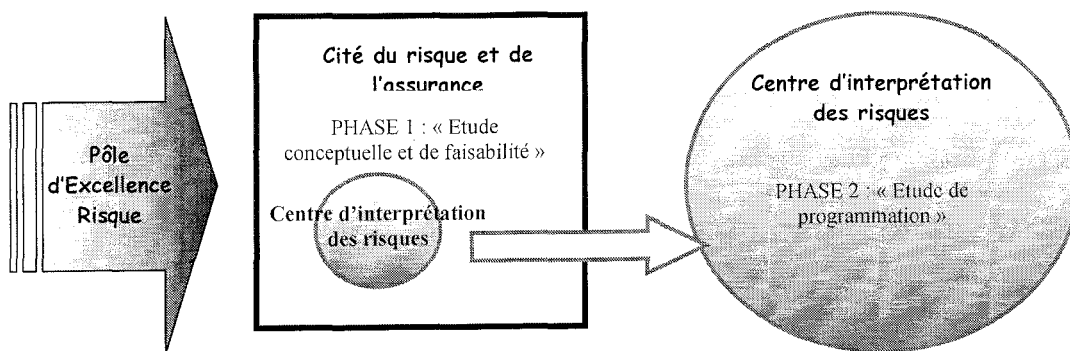 Pôle
d'Excellence
Risque
Cité du risque et de
l'assurance
PHASE 1 : « Etude
conceptuelle et de faisabilité »
Centre d'interprétation
des risques
Centre d'interprétation
des risques
PHASE 2 : « Etude de
programmation »